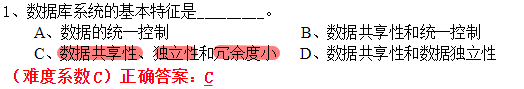 1、数据库系统的基本特征是_________。
A、数据的统一控制 B、数据共享性和统一控制
C、数据共享性、独立性和冗余度小 D、数据共享性和数据独立性
（难度系数C）正确答案：C